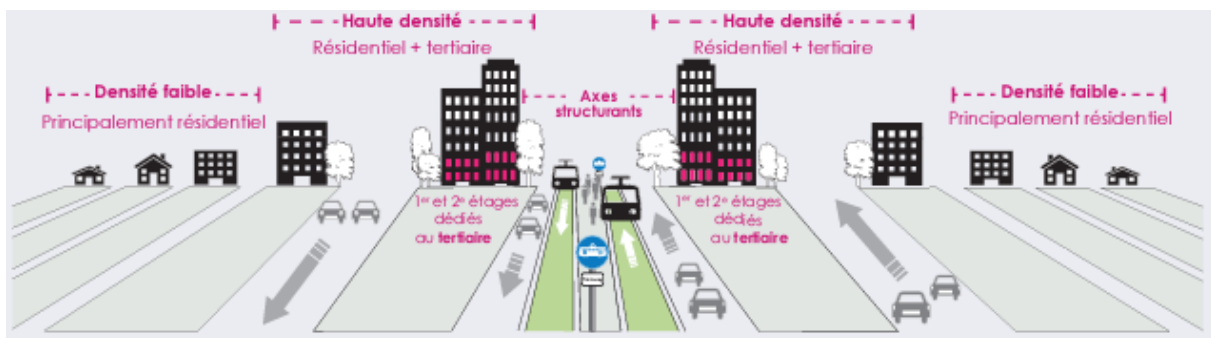 Haute densité
Résidentiel + tertiaire
Haute densité
Résidentiel + tertiaire
Densité faible
Principalement résidentiel
Axes
structurants
Densité faible
Principalement résidentiel
1er et 2e étages
dédiés
au tertiaire
1er et 2e étages
dédiés
au tertiaire